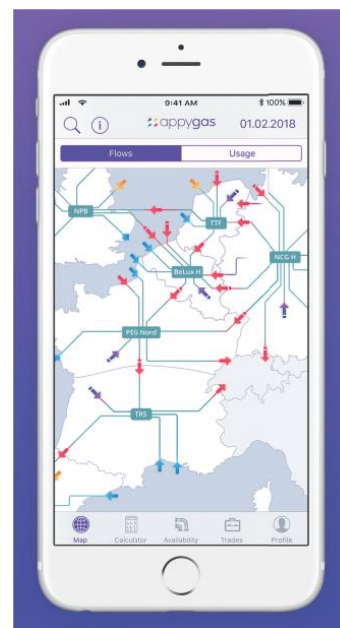 9:41 AM
100%
appygas
01.02.2018
Flows
Usage
NPB
TTF
NCG H
BeLux H
PEG Nord
TRS
Map
Calculator
Availability
Trades
Profile